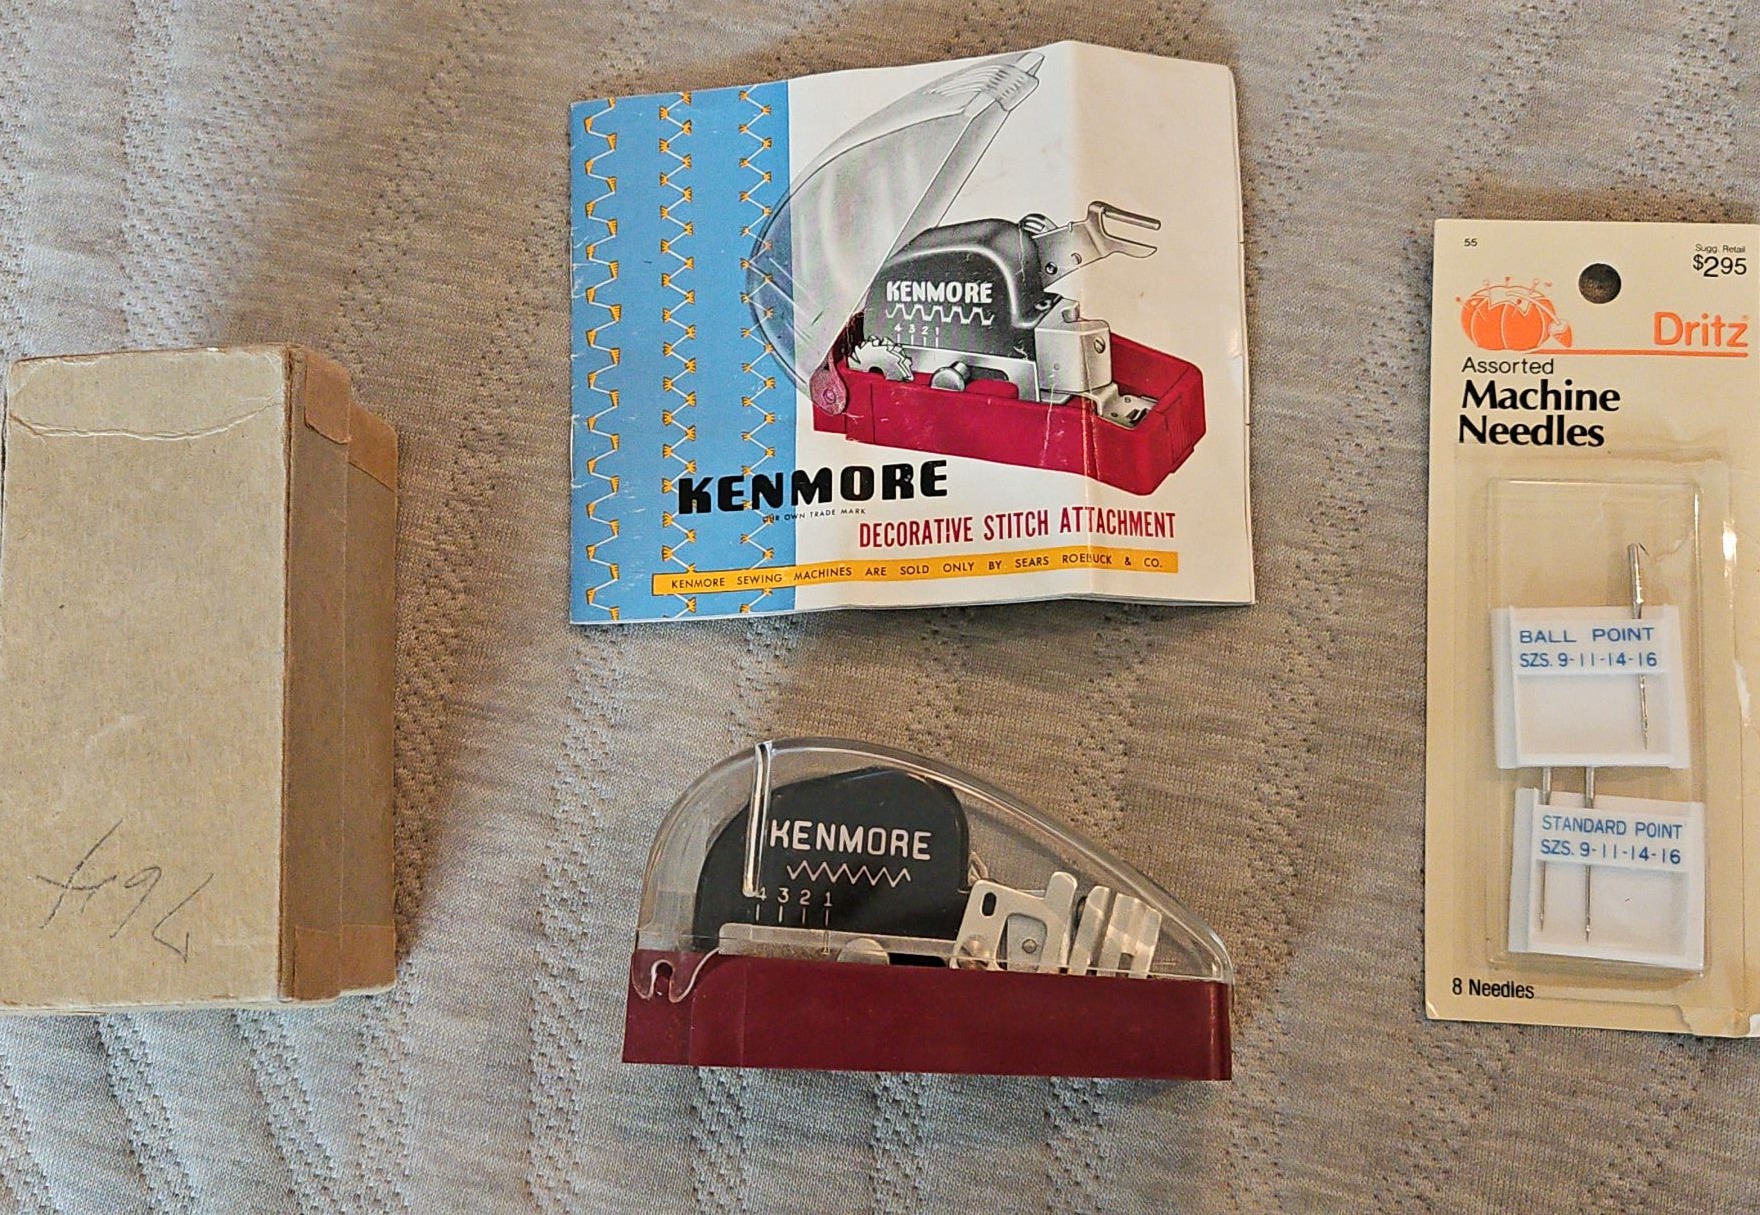 KENMORE
4 3 2 1
KENMORE
OUR OWN TRADE MARK
DECORATIVE STITCH ATTACHMENT
KENMORE SEWING MACHINES ARE SOLD ONLY BY SEARS ROEBUCK & CO.
KENMORE
4 3 2 1
55
Sugg. Retail
$295
Dritz
Assorted
Machine
Needles
BALL POINT
SZS. 9-11-14-16
STANDARD POINT
SZS. 9-11-14-16
8 Needles